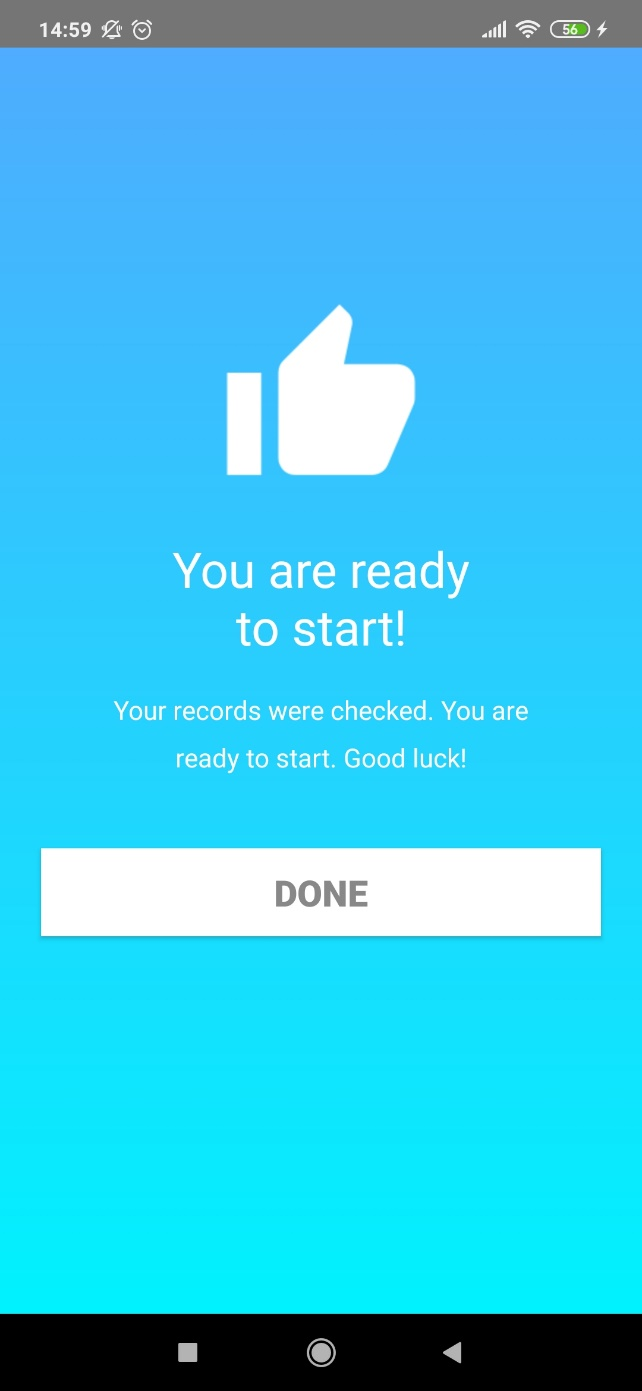 14:59 56
You are ready
to start!
Your records were checked. You are
ready to start. Good luck!
DONE